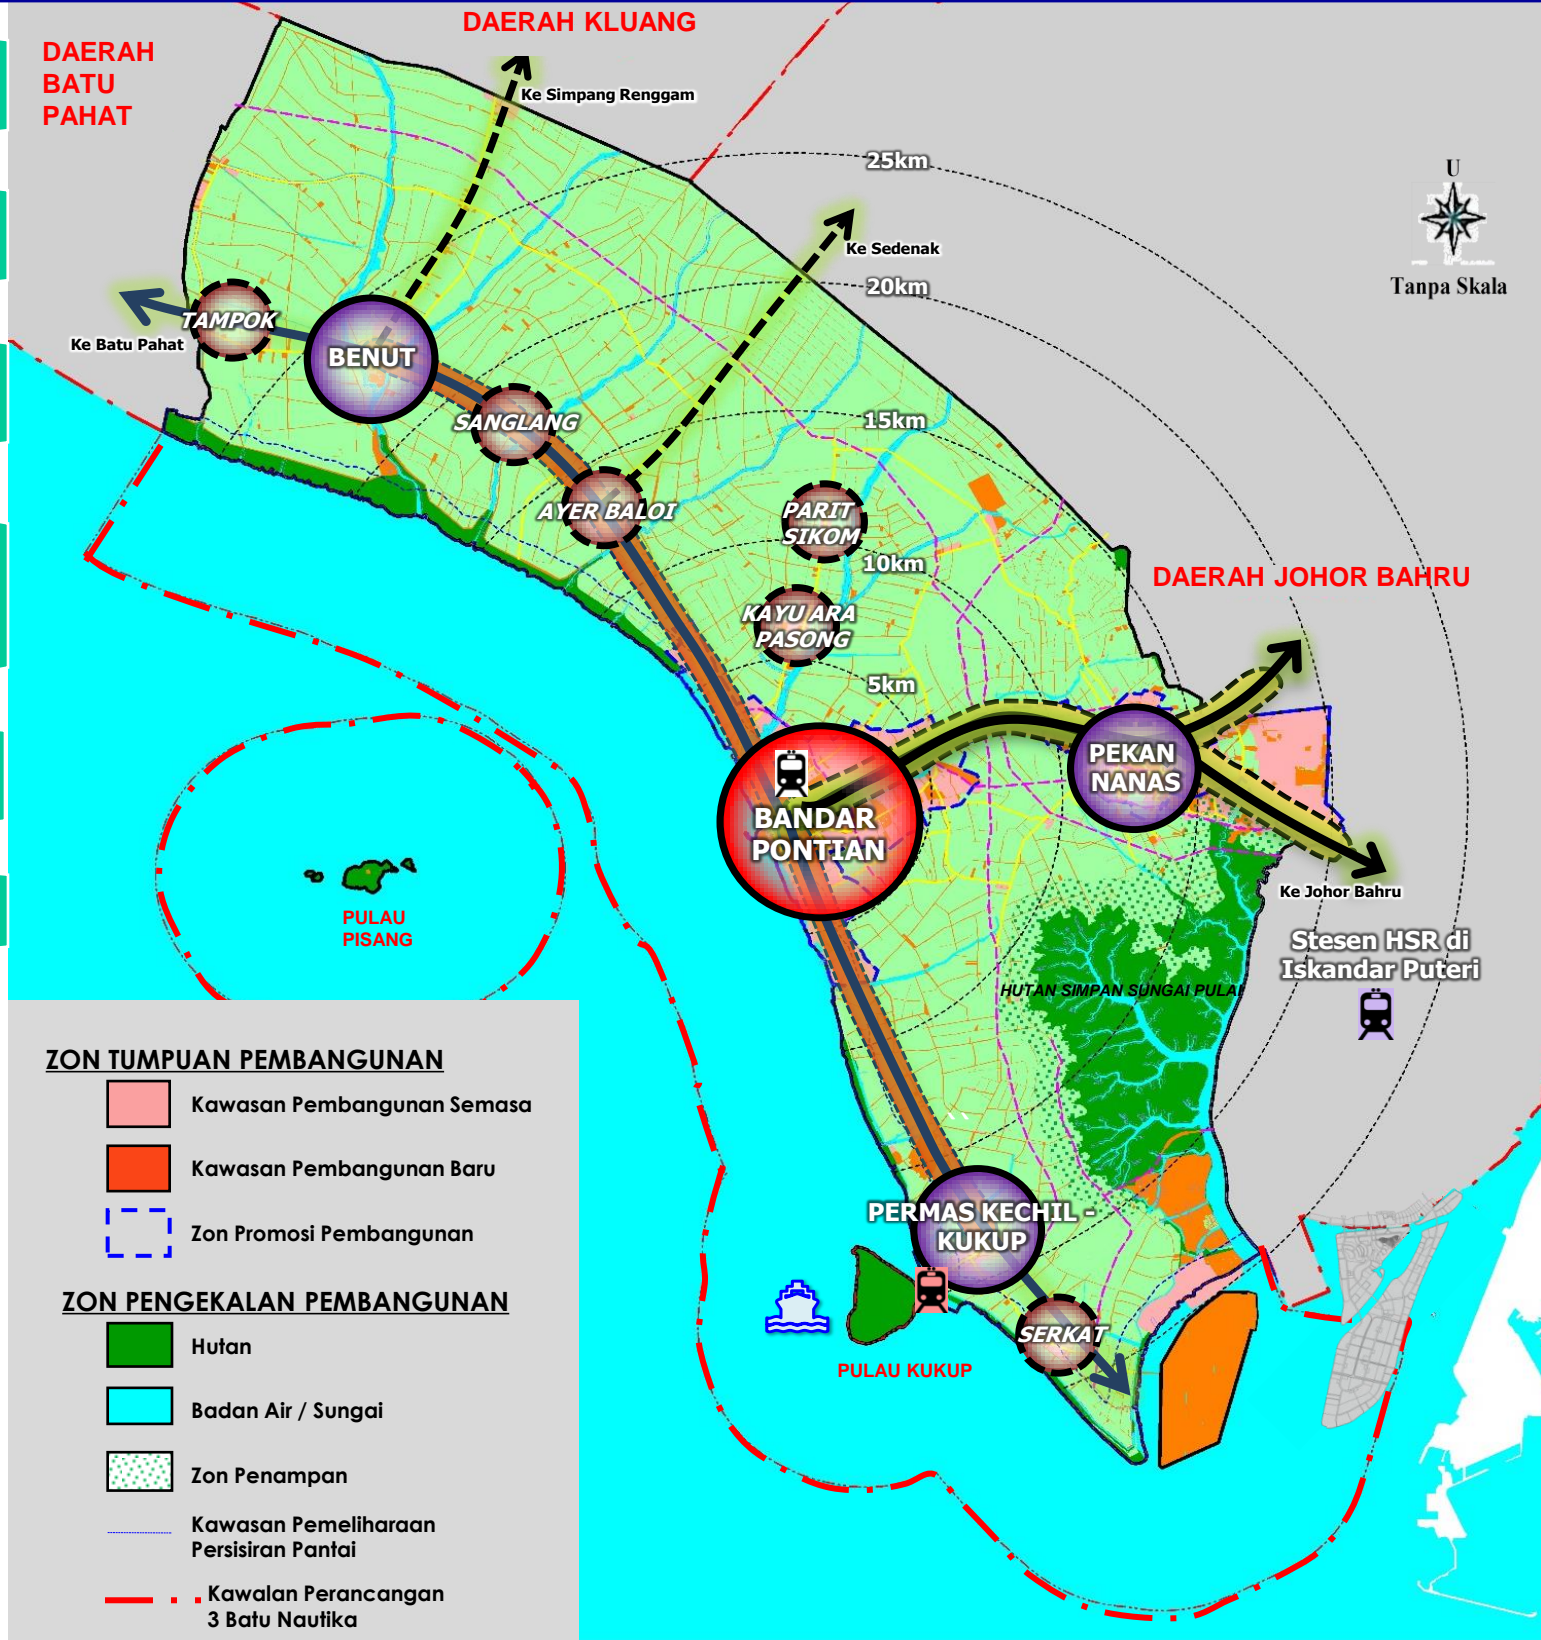 DAERAH KLUANG
DAERAH
BATU
PAHAT
Ke Simpang Renggam
25km
U
Tanpa Skala
Ke Sedenak
20km
TAMPOK
Ke Batu Pahat
BENUT
SANGLANG
15km
AYER BALOI
PARIT
SIKOM
10km
DAERAH JOHOR BAHRU
KAYU ARA
PASONG
5km
PEKAN
NANAS
BANDAR
PONTIAN
Ke Johor Bahru
PULAU
PISANG
Stesen HSR di
Iskandar Puteri
HUTAN SIMPAN SUNGAI PULAI
PERMAS KECHIL -
KUKUP
SERKAT
PULAU KUKUP
ZON TUMPUAN PEMBANGUNAN
Kawasan Pembangunan Semasa
Kawasan Pembangunan Baru
Zon Promosi Pembangunan
ZON PENGEKALAN PEMBANGUNAN
Hutan
Badan Air / Sungai
Zon Penampan
Kawasan Pemeliharaan
Persisiran Pantai
Kawalan Perancangan
3 Batu Nautika